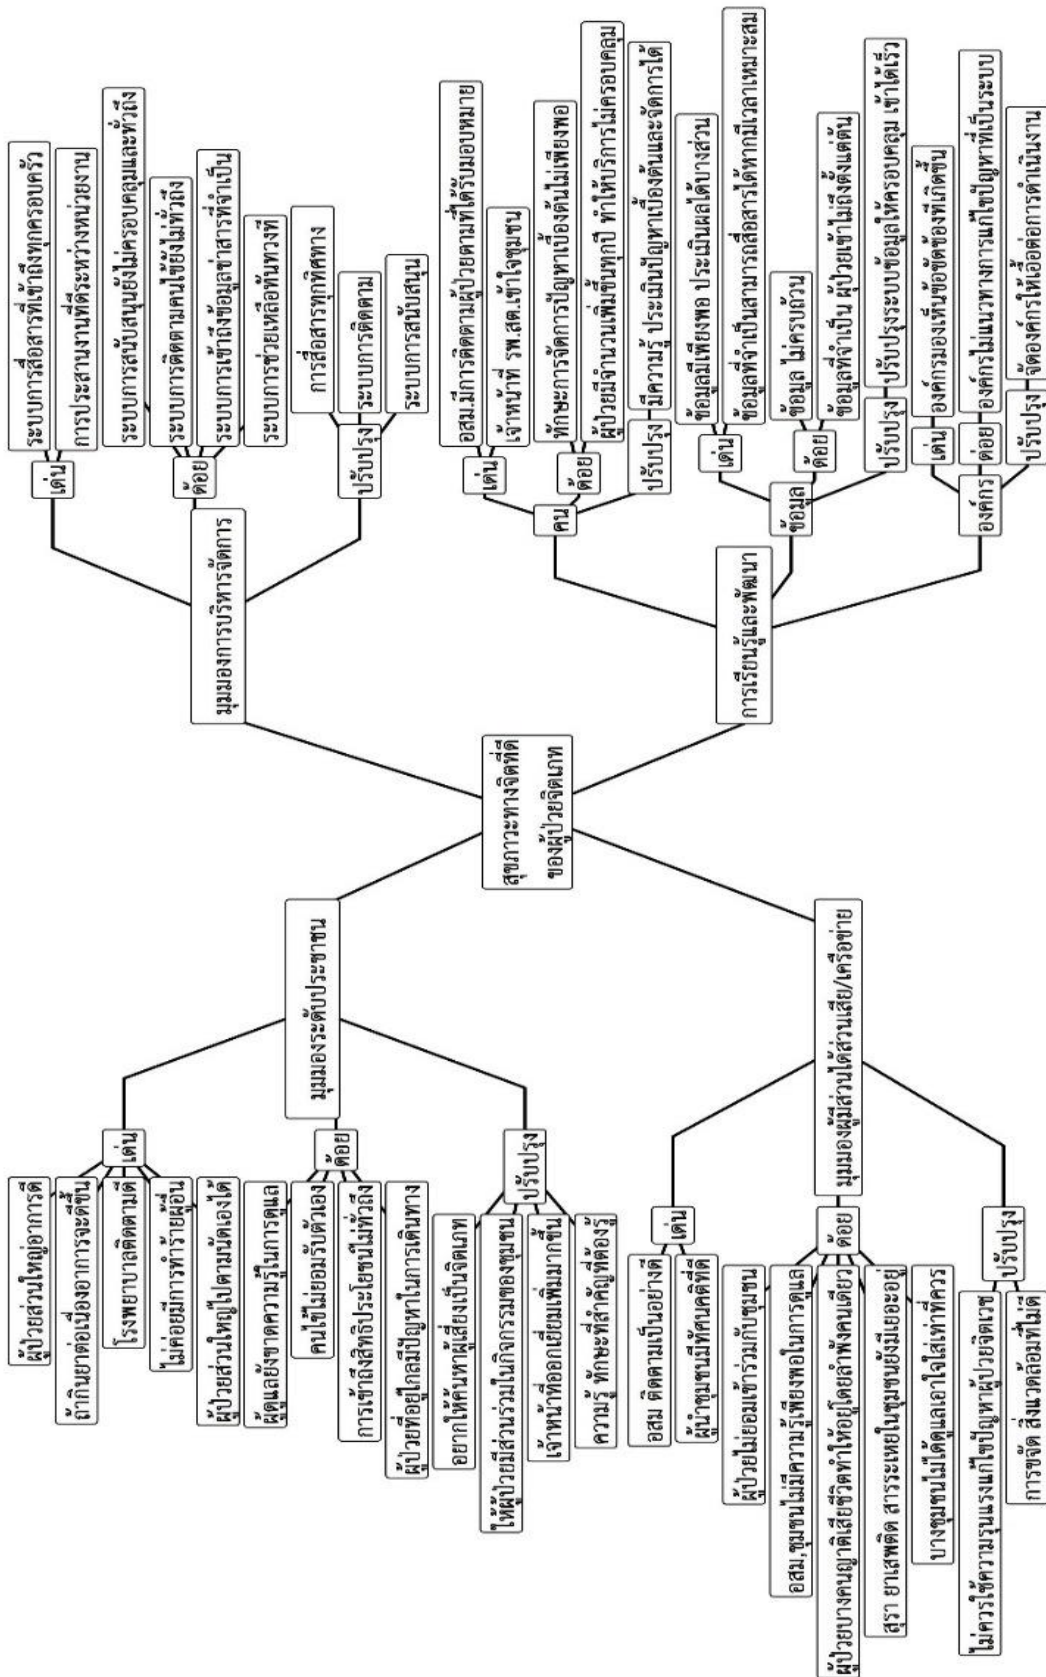 สุขภาวะทางจิตที่ดี
ของผู้ป่วยจิตเภท
มุมมองระดับประชาชน
เด่น
ผู้ป่วยส่วนใหญ่อาการดี
ถ้ากินยาต่อเนื่องอาการจะดีขึ้น
โรงพยาบาลติดตามดี
ไม่ค่อยมีการทำร้ายผู้อื่น
ผู้ป่วยส่วนใหญ่ไปตามนัดเองได้
ด้อย
ผู้ดูแลยังขาดความรู้ในการดูแล
คนไข้ไม่ยอมรับตัวเอง
การเข้าถึงสิทธิประโยชน์ไม่ทั่วถึง
ผู้ป่วยที่อยู่ไกลมีปัญหาในการเดินทาง
ปรับปรุง
อยากให้ค้นหาผู้เสี่ยงเป็นจิตเภท
ให้ผู้ป่วยมีส่วนร่วมในกิจกรรมของชุมชน
เจ้าหน้าที่ออกเยี่ยมเพิ่มมากขึ้น
ความรู้ ทักษะที่สำคัญที่ต้องรู้
มุมมองผู้มีส่วนได้ส่วนเสีย/เครือข่าย
เด่น
อสม ติดตามเป็นอย่างดี
ผู้นำชุมชนมีทัศนคติที่ดี
ด้อย
ผู้ป่วยไม่ยอมเข้าร่วมกับชุมชน
อสม,ชุมชนไม่มีความรู้เพียงพอในการดูแล
ผู้ป่วยบางคนญาติเสียชีวิตทำให้อยู่โดยลำพังคนเดียว
สุรา ยาเสพติด สารระเหยในชุมชนยังมีเยอะอยู่
บางชุมชนไม่ได้ดูแลเอาใจใส่เท่าที่ควร
ปรับปรุง
ไม่ควรใช้ความรุนแรงแก้ไขปัญหาผู้ป่วยจิตเวช
การขจัด สิ่งแวดล้อมที่ไม่ดี
มุมมองการบริหารจัดการ
เด่น
ระบบการสื่อสารที่เข้าถึงทุกครอบครัว
การประสานงานที่ดีระหว่างหน่วยงาน
ด้อย
ระบบการสนับสนุนยังไม่ครอบคลุมและทั่วถึง
ระบบการติดตามคนไข้ยังไม่ทั่วถึง
ระบบการเข้าถึงข้อมูลข่าสารที่จำเป็น
ระบบการช่วยเหลือทันท่วงที
ปรับปรุง
การสื่อสารทุกทิศทาง
ระบบการติดตาม
ระบบการสนับสนุน
การเรียนรู้และพัฒนา
คน
เด่น
อสม.มีการติดตามผู้ป่วยตามที่ได้รับมอบหมาย
เจ้าหน้าที่ รพ.สต.เข้าใจชุมชน
ด้อย
ทักษะการจัดการปัญหาเบื้องต้นไม่เพียงพอ
ผู้ป่วยมีจำนวนเพิ่มขึ้นทุกปี ทำให้บริการไม่ครอบคลุม
ปรับปรุง
มีความรู้ ประเมินปัญหาเบื้องต้นและจัดการได้
ข้อมูล
เด่น
ข้อมูลมีเพียงพอ ประเมินผลได้บางส่วน
ข้อมูลที่จำเป็นสามารถสื่อสารได้หากมีเวลาเหมาะสม
ด้อย
ข้อมูล ไม่ครบถ้วน
ข้อมูลที่จำเป็น ผู้ป่วยเข้าไม่ถึงตั้งแต่ต้น
ปรับปรุง
ปรับปรุงระบบข้อมูลให้ครอบคลุม เข้าได้เร็ว
องค์กร
เด่น
องค์กรมองเห็นข้อขัดข้องที่เกิดขึ้น
ด่อย
องค์กรไม่แนวทางการแก้ไขปัญหาที่เป็นระบบ
ปรับปรุง
จัดองค์กรให้เอื้อต่อการดำเนินงาน